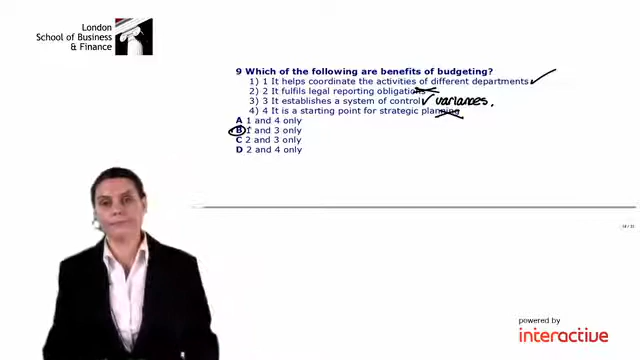 London
School of Business
& Finance
9 Which of the following are benefits of budgeting?
1) 1 It helps coordinate the activities of different departments
2) 2 It fulfils legal reporting obligations
3) 3 It establishes a system of control variances.
4) 4 It is a starting point for strategic planning
A 1 and 4 only
B 1 and 3 only
C 2 and 3 only
D 2 and 4 only
powered by
interactive